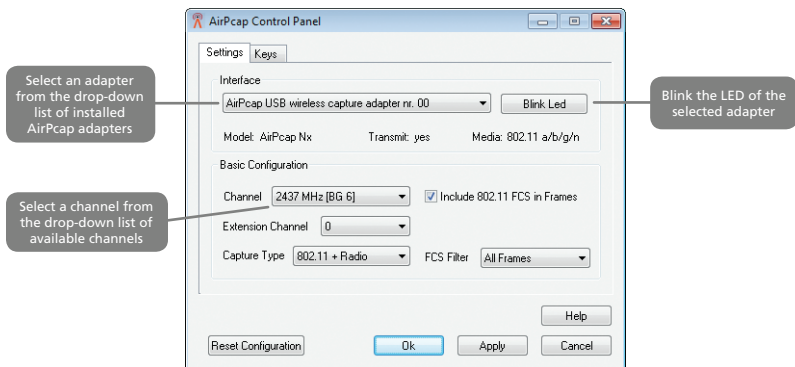 AirPcap Control Panel
Settings
Keys
Select an adapter
from the drop-down
list of installed
AirPcap adapters
Interface
AirPcap USB wireless capture adapter nr. 00
Blink Led
Blink the LED of the
selected adapter
Model: AirPcap Nx
Transmit: yes
Media: 802.11 a/b/g/n
Basic Configuration
Select a channel from
the drop-down list of
available channels
Channel
2437 MHz [BG 6]
Include 802.11 FCS in Frames
Extension Channel
0
Capture Type
802.11 + Radio
FCS Filter
All Frames
Help
Reset Configuration
Ok
Apply
Cancel